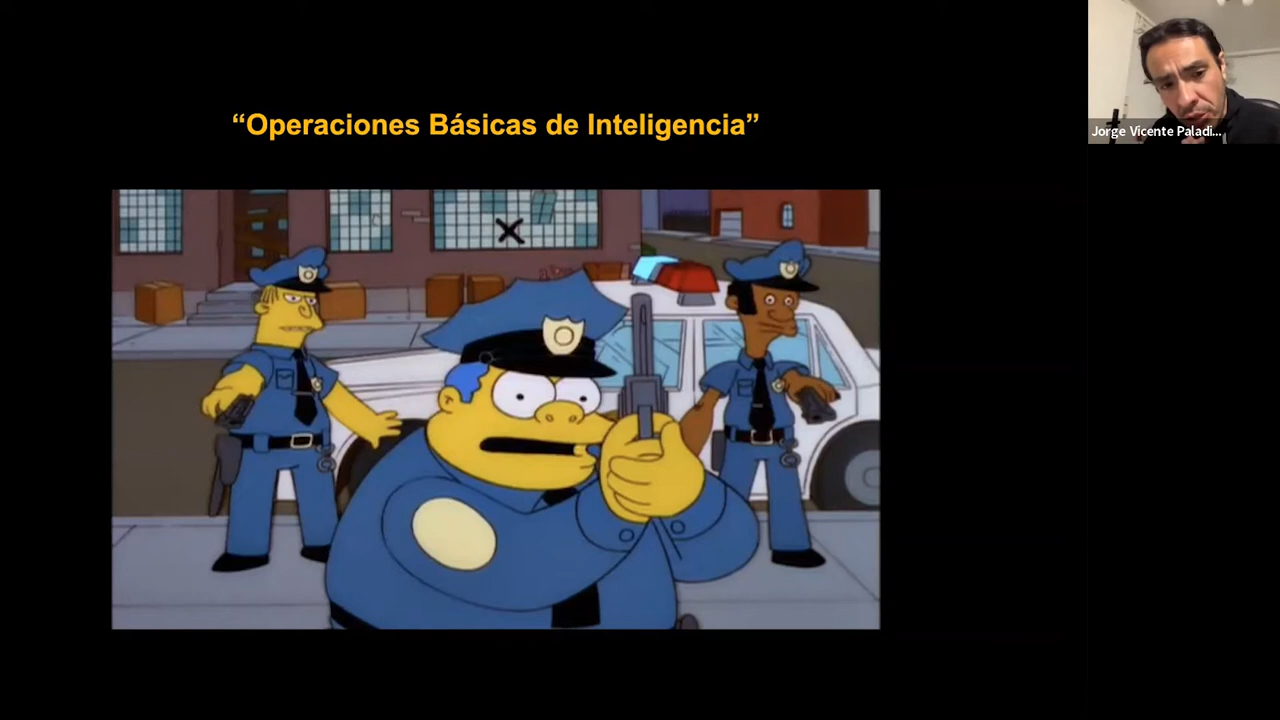 “Operaciones Básicas de Inteligencia”
Jorge Vicente Paladi...